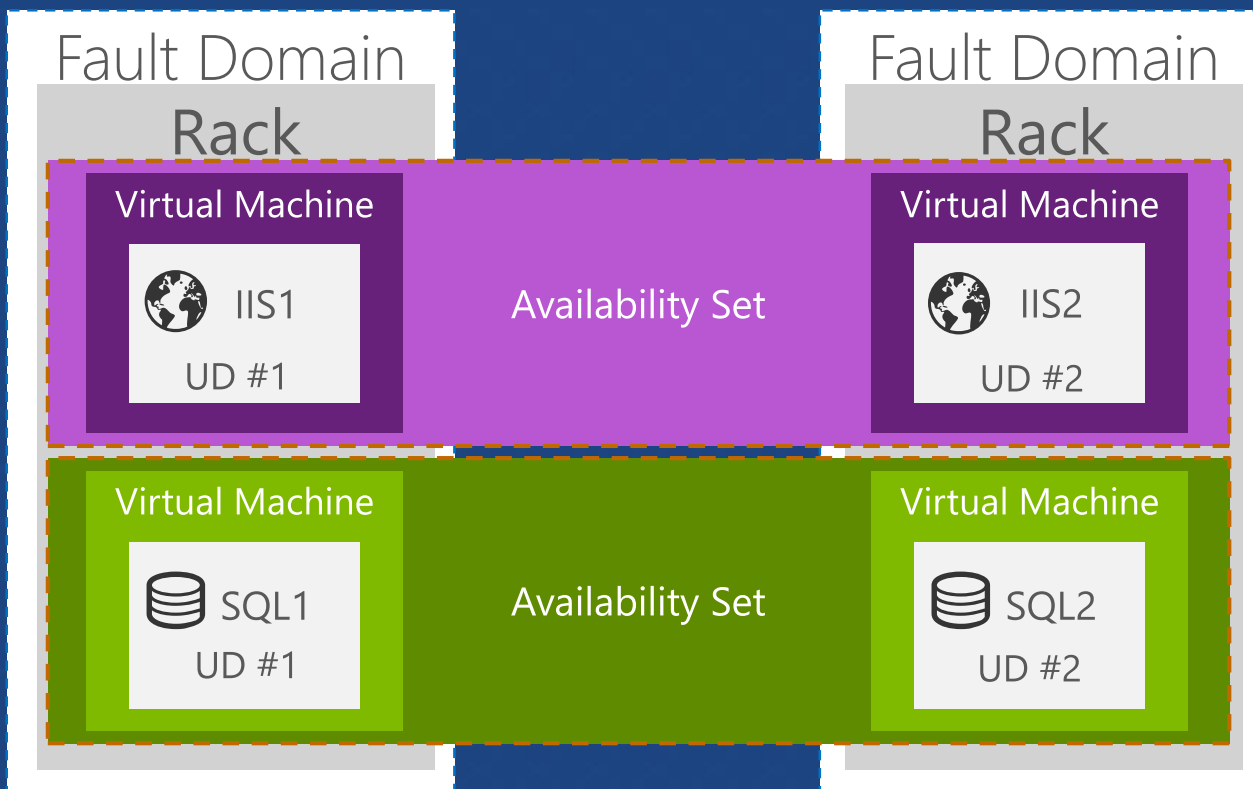 Fault Domain
Fault Domain
Rack
Rack
Virtual Machine
IIS1
UD #1
Availability Set
Virtual Machine
IIS2
UD #2
Virtual Machine
SQL1
UD #1
Availability Set
Virtual Machine
SQL2
UD #2